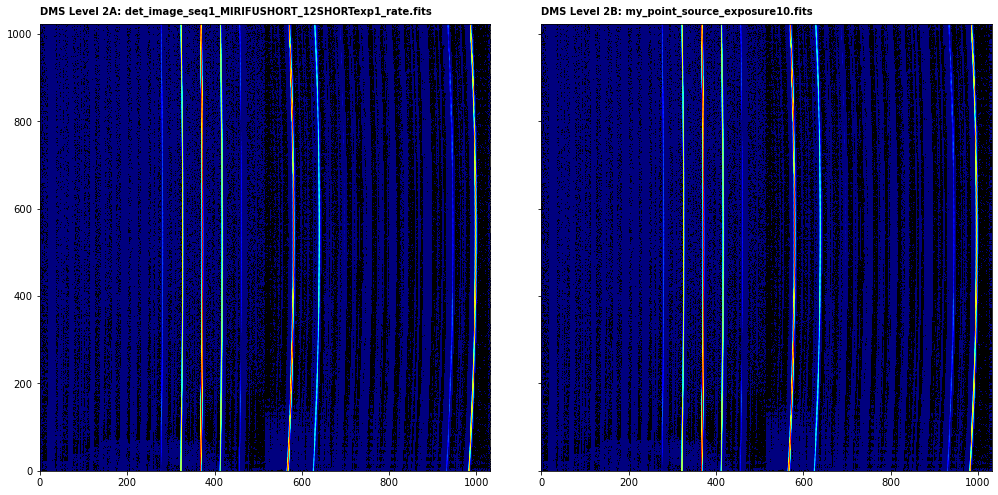 DMS Level 2A: det_image_seq1_MIRIFUSHORT_12SHORTexp1_rate.fits
DMS Level 2B: my_point_source_exposure10.fits
1000
800
600
400
200
0
0 200 400 600 800 1000
0 200 400 600 800 1000